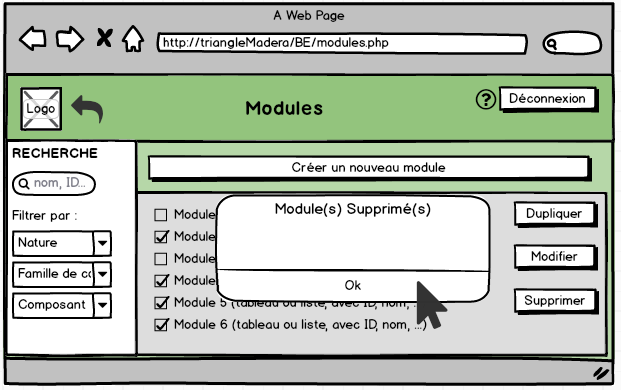 A Web Page
http://triangleMadera/BE/modules.php
Logo
Modules
?
Déconnexion
RECHERCHE
nom, ID...
Filtrer par :
Nature
Famille de
Composant
Créer un nouveau module
Module
Module
Module
Module
Module 5 (tableau ou liste, avec ID, nom, ...)
Module 6 (tableau ou liste, avec ID, nom, ...)
Module(s) Supprimé(s)
Ok
Dupliquer
Modifier
Supprimer